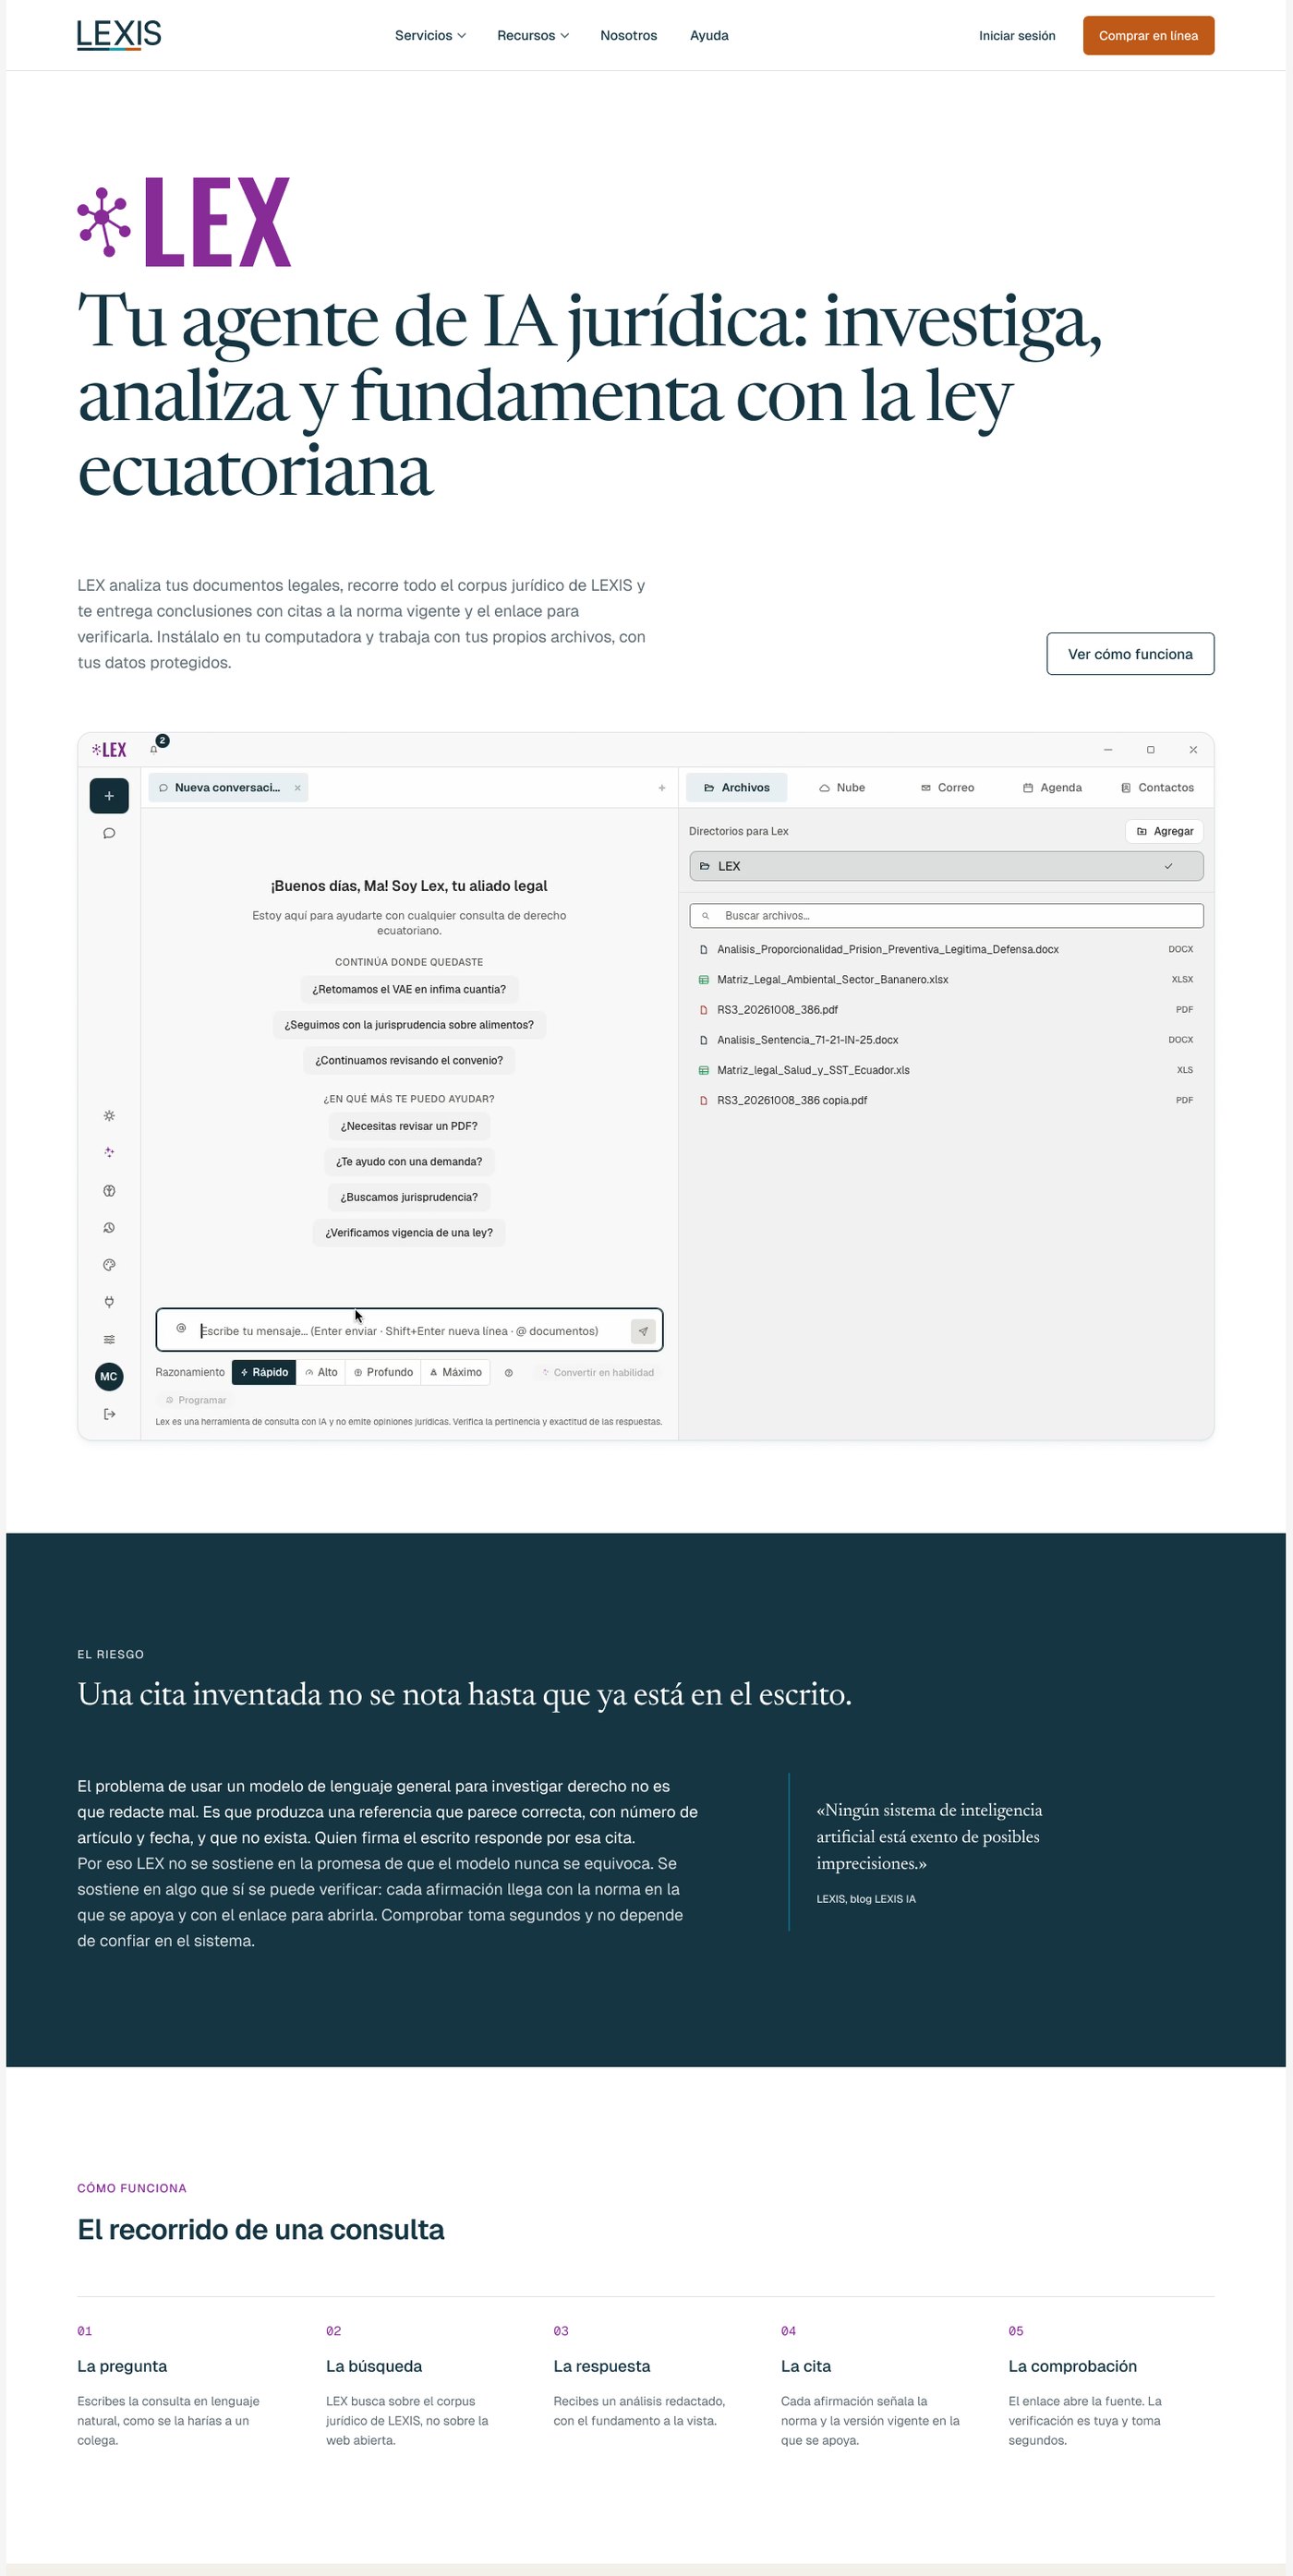 LEXIS
Servicios
Recursos
Nosotros
Ayuda
Iniciar sesión
Comprar en línea
LEX
Tu agente de IA jurídica: investiga,
analiza y fundamenta con la ley
ecuatoriana
LEX analiza tus documentos legales, recorre todo el corpus jurídico de LEXIS y
te entrega conclusiones con citas a la norma vigente y el enlace para
verificarla. Instálalo en tu computadora y trabaja con tus propios archivos, con
tus datos protegidos.
Ver cómo funciona
LEX
2
Nueva conversaci...
¡Buenos días, Ma! Soy Lex, tu aliado legal
Estoy aquí para ayudarte con cualquier consulta de derecho
ecuatoriano.
CONTINÚA DONDE QUEDASTE
¿Retomamos el VAE en infima cuantia?
¿Seguimos con la jurisprudencia sobre alimentos?
¿Continuamos revisando el convenio?
¿EN QUÉ MÁS TE PUEDO AYUDAR?
¿Necesitas revisar un PDF?
¿Te ayudo con una demanda?
¿Buscamos jurisprudencia?
¿Verificamos vigencia de una ley?
@ Escribe tu mensaje... (Enter enviar · Shift+Enter nueva línea · @ documentos)
Razonamiento Rápido Alto Profundo Máximo Convertir en habilidad
Programar
MC
Lex es una herramienta de consulta con IA y no emite opiniones jurídicas. Verifica la pertinencia y exactitud de las respuestas.
Archivos
Nube
Correo
Agenda
Contactos
Directorios para Lex
Agregar
LEX
Buscar archivos...
Analisis_Proporcionalidad_Prision_Preventiva_Legitima_Defensa.docx DOCX
Matriz_Legal_Ambiental_Sector_Bananero.xlsx XLSX
RS3_20261008_386.pdf PDF
Analisis_Sentencia_71-21-IN-25.docx DOCX
Matriz_legal_Salud_y_SST_Ecuador.xls XLS
RS3_20261008_386 copia.pdf PDF
EL RIESGO
Una cita inventada no se nota hasta que ya está en el escrito.
El problema de usar un modelo de lenguaje general para investigar derecho no es
que redacte mal. Es que produzca una referencia que parece correcta, con número de
artículo y fecha, y que no exista. Quien firma el escrito responde por esa cita.
Por eso LEX no se sostiene en la promesa de que el modelo nunca se equivoca. Se
sostiene en algo que sí se puede verificar: cada afirmación llega con la norma en la
que se apoya y con el enlace para abrirla. Comprobar toma segundos y no depende
de confiar en el sistema.
«Ningún sistema de inteligencia
artificial está exento de posibles
imprecisiones.»
LEXIS, blog LEXIS IA
CÓMO FUNCIONA
El recorrido de una consulta
01
La pregunta
Escribes la consulta en lenguaje
natural, como se la harías a un
colega.
02
La búsqueda
LEX busca sobre el corpus
jurídico de LEXIS, no sobre la
web abierta.
03
La respuesta
Recibes un análisis redactado,
con el fundamento a la vista.
04
La cita
Cada afirmación señala la
norma y la versión vigente en la
que se apoya.
05
La comprobación
El enlace abre la fuente. La
verificación es tuya y toma
segundos.